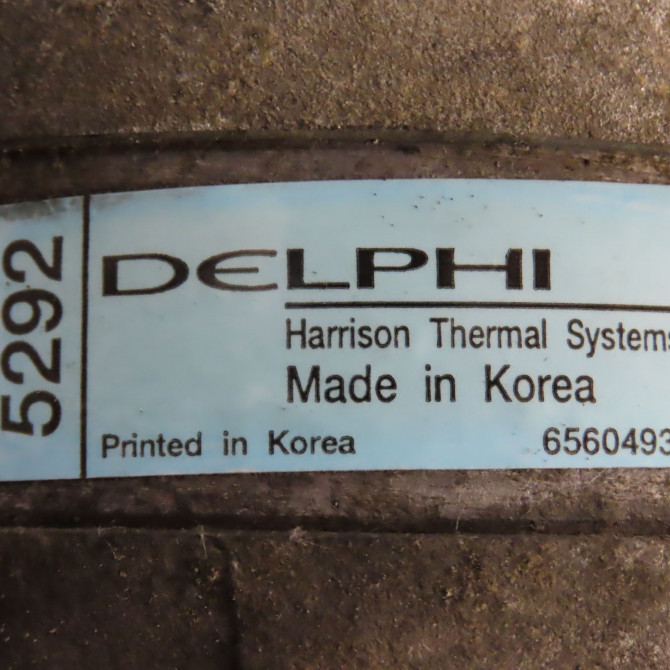 5292
DELPHI
Harrison Thermal Systems
Made in Korea
Printed in Korea 6560493